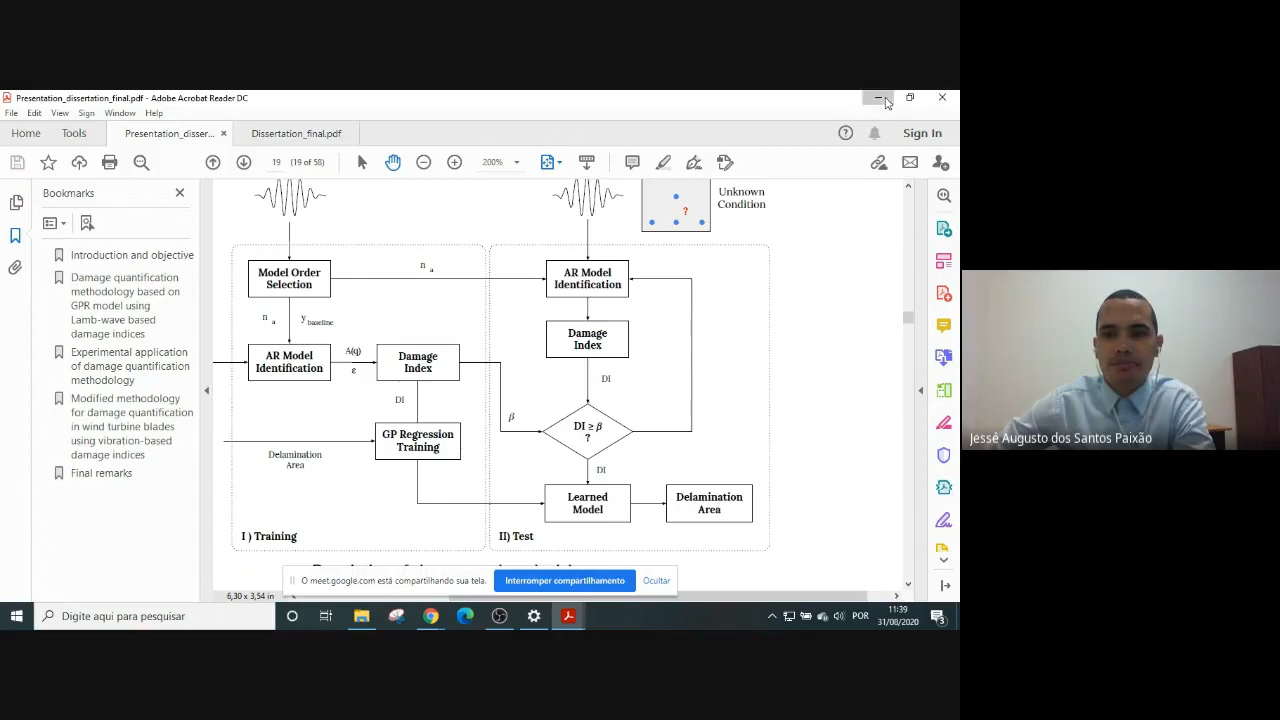 Presentation_dissertation_final.pdf - Adobe Acrobat Reader DC
File Edit View Sign Window Help
Home Tools Presentation_disser... × Dissertation_final.pdf Sign In
19 (19 of 58) 200%
Bookmarks
Introduction and objective
Damage quantification
methodology based on
GPR model using
Lamb-wave based
damage indices
Experimental application
of damage quantification
methodology
Modified methodology
for damage quantification
in wind turbine blades
using vibration-based
damage indices
Final remarks
?
Unknown
Condition
Model Order
Selection
n a
AR Model
Identification
n a
y baseline
Damage
Index
AR Model
Identification
A(q)
ε
Damage
Index
DI
DI
β
DI ≥ β
?
GP Regression
Training
Delamination
Area
DI
Learned
Model
Delamination
Area
I ) Training
II) Test
O meet.google.com está compartilhando sua tela.
Interromper compartilhamento
Ocultar
6,30 x 3,54 in
Digite aqui para pesquisar
POR
11:39
31/08/2020
3
Jessé Augusto dos Santos Paixão